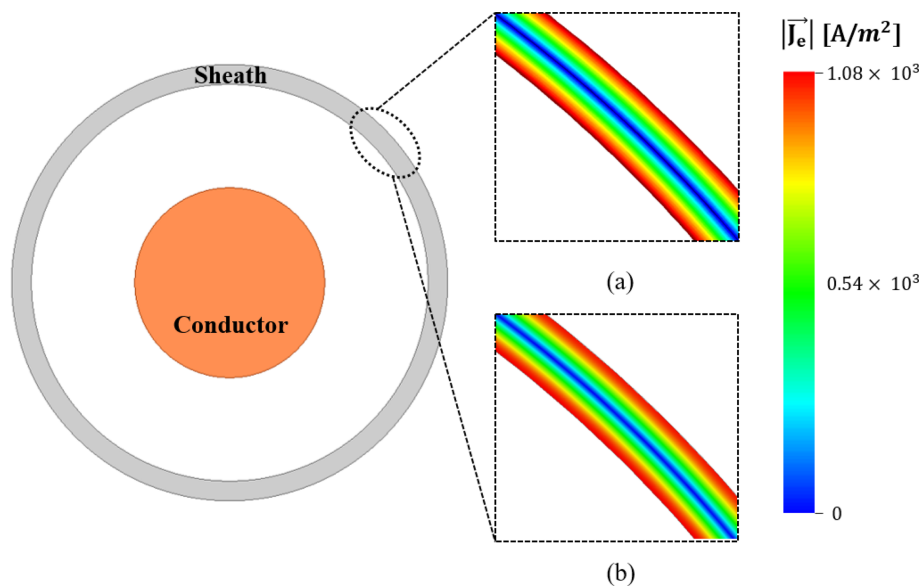 Sheath
Conductor
(a)
(b)
|J⃗ₑ| [A/m²]
1.08 × 10³
0.54 × 10³
0